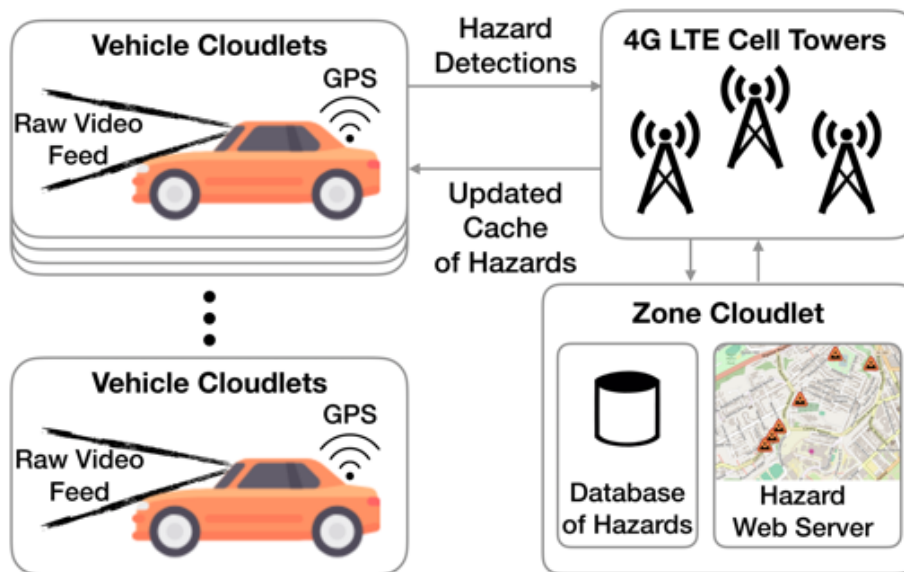 Vehicle Cloudlets
GPS
Raw Video
Feed
Hazard
Detections
Updated
Cache
of Hazards
4G LTE Cell Towers
Vehicle Cloudlets
GPS
Raw Video
Feed
Zone Cloudlet
Database
of Hazards
Hazard
Web Server